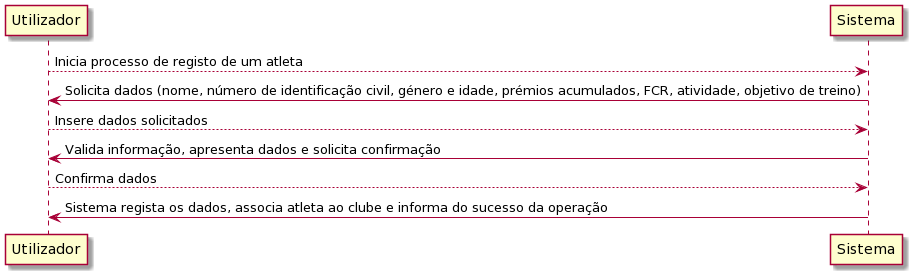 Utilizador
Sistema
Inicia processo de registo de um atleta
Solicita dados (nome, número de identificação civil, género e idade, prémios acumulados, FCR, atividade, objetivo de treino)
Insere dados solicitados
Valida informação, apresenta dados e solicita confirmação
Confirma dados
Sistema regista os dados, associa atleta ao clube e informa do sucesso da operação
Utilizador
Sistema